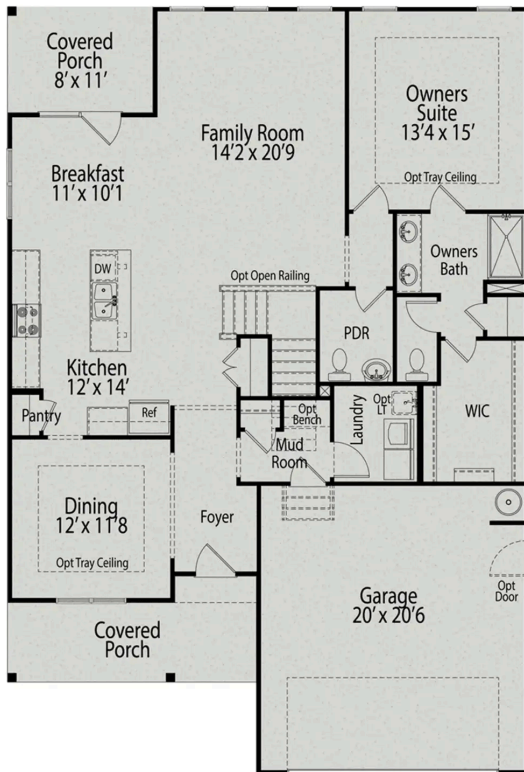 Covered
Porch
8' x 11'
Owners
Suite
13'4 x 15'
Opt Tray Ceiling
Family Room
14'2 x 20'9
Breakfast
11' x 10'1
DW
Opt Open Railing
Owners
Bath
PDR
Kitchen
12' x 14'
Pantry
Ref
Opt
Bench
Mud
Room
Laundry
Opt
LT
WIC
Dining
12' x 11'8
Opt Tray Ceiling
Foyer
Covered
Porch
Garage
20' x 20'6
Opt
Door